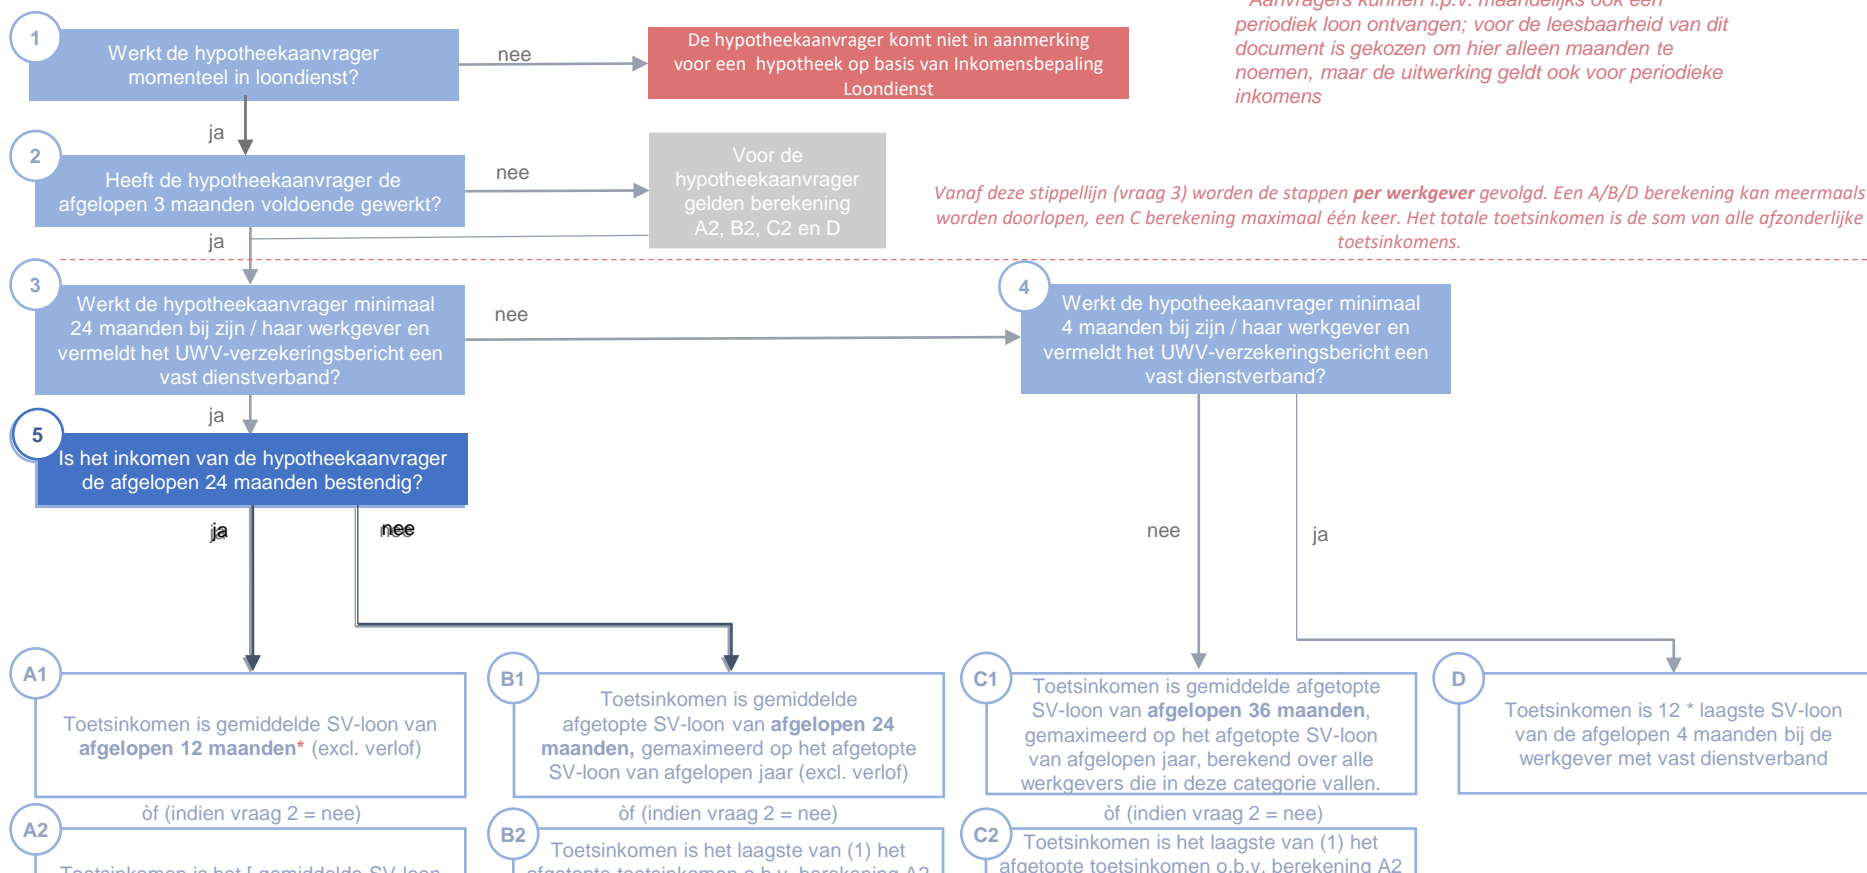 Aanvragers kunnen i.p.v. maandelijks ook een
periodiek loon ontvangen; voor de leesbaarheid van dit
document is gekozen om hier alleen maanden te
noemen, maar de uitwerking geldt ook voor periodieke
inkomens
1
Werkt de hypotheekaanvrager
momenteel in loondienst?
nee
De hypotheekaanvrager komt niet in aanmerking
voor een hypotheek op basis van Inkomensbepaling
Loondienst
ja
2
Heeft de hypotheekaanvrager de
afgelopen 3 maanden voldoende gewerkt?
nee
Voor de
hypotheekaanvrager
gelden berekening
A2, B2, C2 en D
ja
Vanaf deze stippellijn (vraag 3) worden de stappen per werkgever gevolgd. Een A/B/D berekening kan meermaals
worden doorlopen, een C berekening maximaal één keer. Het totale toetsinkomen is de som van alle afzonderlijke
toetsinkomens.
3
Werkt de hypotheekaanvrager minimaal
24 maanden bij zijn / haar werkgever en
vermeldt het UWV-verzekeringsbericht een
vast dienstverband?
nee
4
Werkt de hypotheekaanvrager minimaal
4 maanden bij zijn / haar werkgever en
vermeldt het UWV-verzekeringsbericht een
vast dienstverband?
ja
5
Is het inkomen van de hypotheekaanvrager
de afgelopen 24 maanden bestendig?
ja
nee
nee
ja
A1
Toetsinkomen is gemiddelde SV-loon van
afgelopen 12 maanden* (excl. verlof)
B1
Toetsinkomen is gemiddelde
afgetopte SV-loon van afgelopen 24
maanden, gemaximeerd op het afgetopte
SV-loon van afgelopen jaar (excl. verlof)
C1
Toetsinkomen is gemiddelde afgetopte
SV-loon van afgelopen 36 maanden,
gemaximeerd op het afgetopte SV-loon
van afgelopen jaar, berekend over alle
werkgevers die in deze categorie vallen.
D
Toetsinkomen is 12 * laagste SV-loon
van de afgelopen 4 maanden bij de
werkgever met vast dienstverband
òf (indien vraag 2 = nee)
òf (indien vraag 2 = nee)
òf (indien vraag 2 = nee)
A2
Toetsinkomen is het [ gemiddelde SV-loon
B2
Toetsinkomen is het laagste van (1) het
afgetopte toetsinkomen o.b.v. berekening A2
C2
Toetsinkomen is het laagste van (1) het
afgetopte toetsinkomen o.b.v. berekening A2